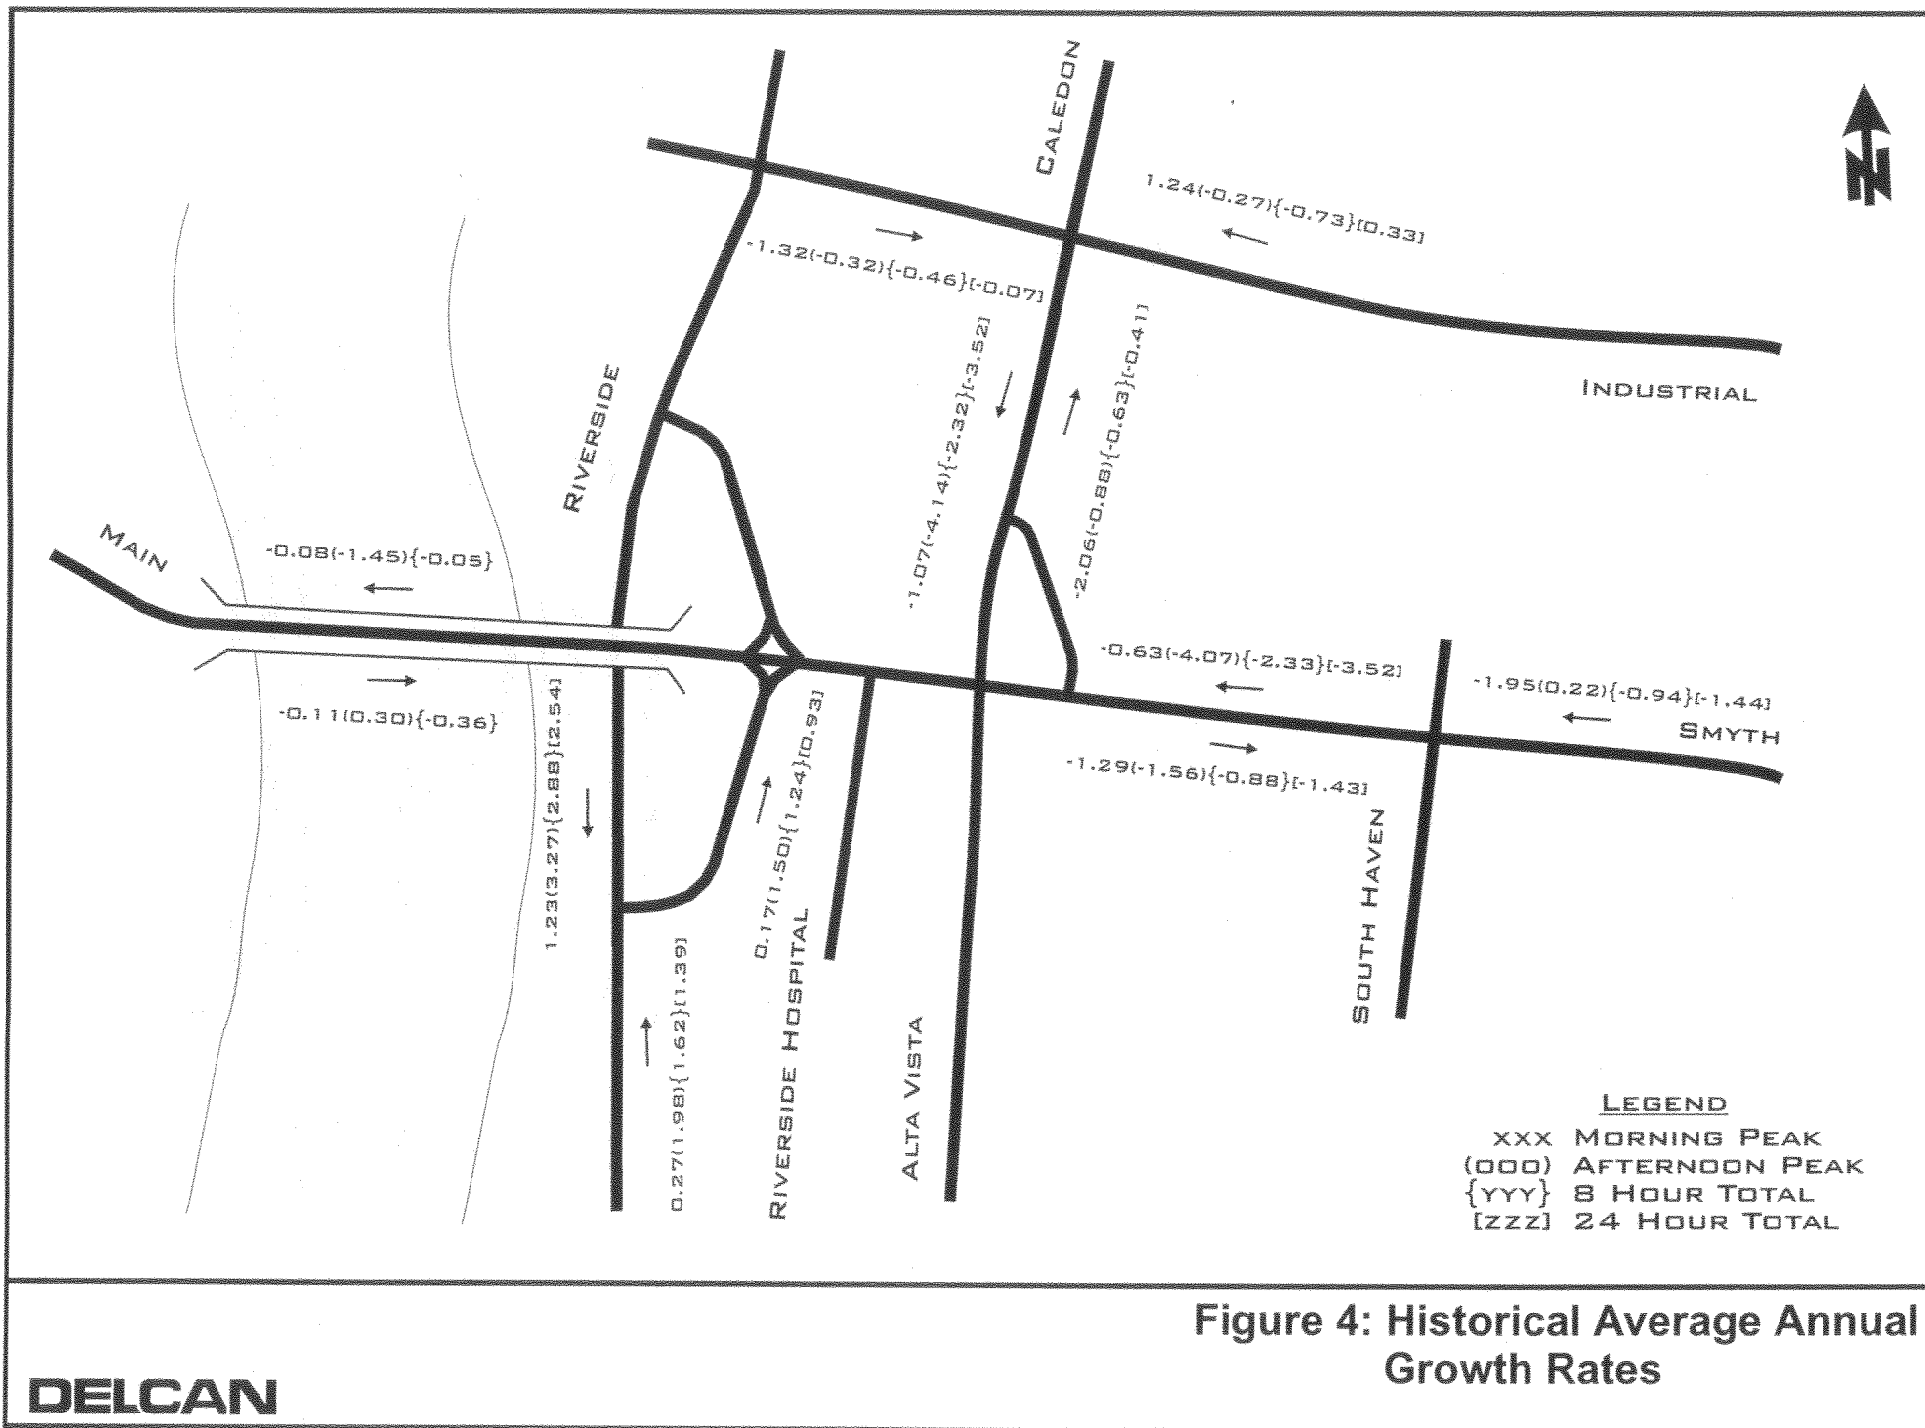 CALEDON
1.24(-0.27){-0.73}[0.33]
N
-1.32(-0.32){-0.46}[-0.07]
-1.07(-4.14){-2.32}[-3.52]
-2.06(-0.88){-0.63}[-0.41]
INDUSTRIAL
RIVERSIDE
MAIN
-0.08(-1.45){-0.05}
-0.11(0.30){-0.36}
-0.63(-4.07){-2.33}[-3.52]
-1.95(0.22){-0.94}[-1.44]
SMYTH
-1.29(-1.56){-0.88}[-1.43]
1.23(3.27){2.88}[2.54]
0.17(1.50){1.24}[0.93]
0.27(1.98){1.62}[1.39]
RIVERSIDE HOSPITAL
ALTA VISTA
SOUTH HAVEN
LEGEND
XXX MORNING PEAK
(000) AFTERNOON PEAK
{YYY} 8 HOUR TOTAL
[ZZZ] 24 HOUR TOTAL
Figure 4: Historical Average Annual
Growth Rates
DELCAN